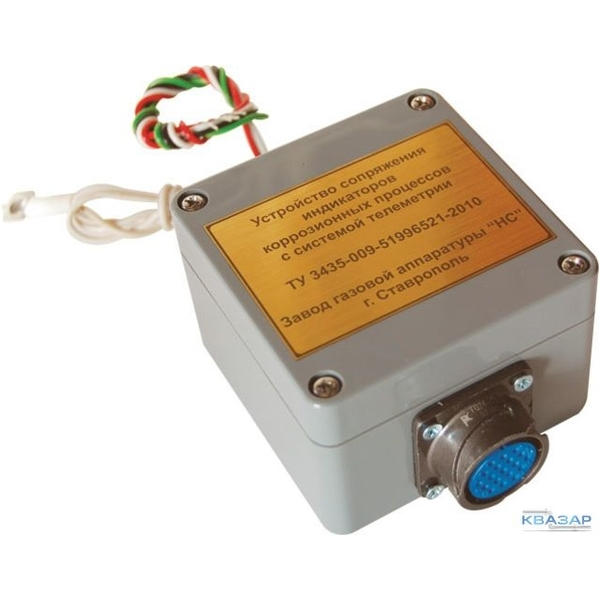 Устройство сопряжения
индикаторов
коррозионных процессов
с системой телеметрии
ТУ 3435-009-51996521-2010
Завод газовой аппаратуры "НС"
г. Ставрополь
КВАЗАР